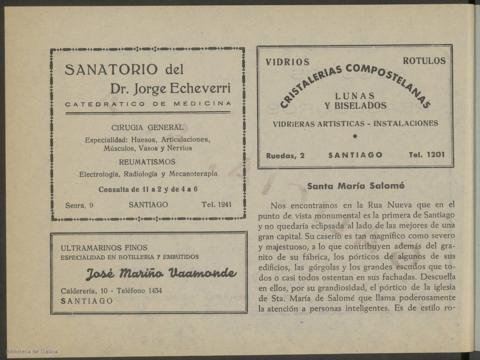 SANATORIO del
Dr. Jorge Echeverri
CATEDRATICO DE MEDICINA
CIRUGIA GENERAL
Especialidad: Huesos, Articulaciones,
Músculos, Vasos y Nervios
REUMATISMOS
Electrología, Radiología y Mecanoterapia
Consulta de 11 a 2 y de 4 a 6
Senra, 9 SANTIAGO Tel. 1241
ULTRAMARINOS FINOS
ESPECIALIDAD EN BOTILLERIA Y EMBUTIDOS
José Mariño Vaamonde
Calderería, 10 - Teléfono 1434
SANTIAGO
VIDRIOS ROTULOS
CRISTALERIAS COMPOSTELANAS
LUNAS
Y BISELADOS
VIDRIERAS ARTISTICAS - INSTALACIONES
Ruedas, 2 SANTIAGO Tel. 1201
Santa María Salomé
Nos encontramos en la Rua Nueva que en el
punto de vista monumental es la primera de Santiago
y no quedaría eclipsada al lado de las mejores de una
gran capital. Su caserío es tan magnífico como severo
y majestuoso, a lo que contribuyen además del gra-
nito de su fábrica, los pórticos de algunos de sus
edificios, las gárgolas y los grandes escudos que to-
dos o casi todos ostentan en sus fachadas. Descuella
en ellos, por su grandiosidad, el pórtico de la iglesia
de Sta. María de Salomé que llama poderosamente
la atención a personas inteligentes. Es de estilo ro-
Biblioteca de Galicia